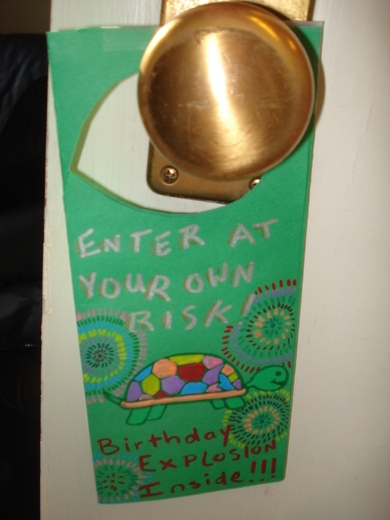 ENTER AT
YOUR OWN
RISK!
Birthday
EXPLOSION
Inside!!!